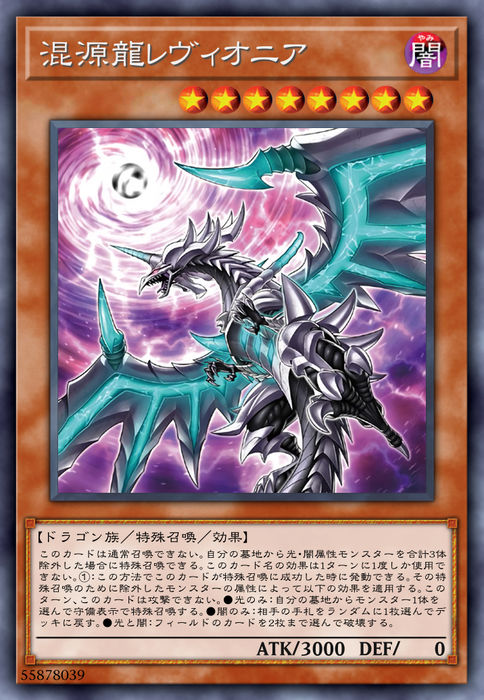 混源龍レヴィオニア
やみ
闇
【ドラゴン族/特殊召喚/効果】
このカードは通常召喚できない。自分の墓地から光・闇属性モンスターを合計3体
除外した場合に特殊召喚できる。このカード名の効果は1ターンに1度しか使用で
きない。①:この方法でこのカードが特殊召喚に成功した時に発動できる。その特
殊召喚のために除外したモンスターの属性によって以下の効果を適用する。この
ターン、このカードは攻撃できない。●光のみ:自分の墓地からモンスター1体を
選んで守備表示で特殊召喚する。●闇のみ:相手の手札をランダムに1枚選んでデ
ッキに戻す。●光と闇:フィールドのカードを2枚まで選んで破壊する。
ATK/3000 DEF/ 0
55878039